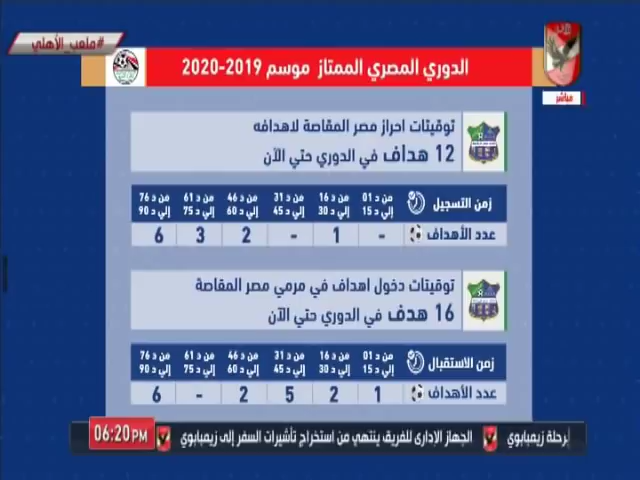 #ملعب_الأهلي
الدوري المصري الممتاز موسم 2019-2020
مباشر
توقيتات احراز مصر المقاصة لاهدافه
12 هداف في الدوري حتي الآن
زمن التسجيل من د 01 إلي د 15 من د 16 إلي د 30 من د 31 إلي د 45 من د 46 إلي د 60 من د 61 إلي د 75 من د 76 إلي د 90
عدد الأهداف - 1 - 2 3 6
توقيتات دخول اهداف في مرمي مصر المقاصة
16 هدف في الدوري حتي الآن
زمن الاستقبال من د 01 إلي د 15 من د 16 إلي د 30 من د 31 إلي د 45 من د 46 إلي د 60 من د 61 إلي د 75 من د 76 إلي د 90
عدد الأهداف 1 2 5 2 - 6
لرحلة زيمبابوي الجهاز الإدارى للفريق ينتهي من استخراج تأشيرات السفر إلى زيمبابوي 06:20 PM